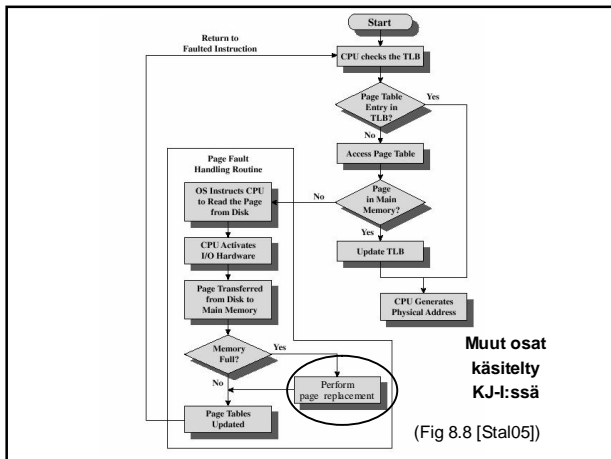 Start
Return to
Faulted Instruction
CPU checks the TLB
Page Table
Entry in
TLB?
Yes
No
Access Page Table
Page Fault
Handling Routine
OS Instructs CPU
to Read the Page
from Disk
No
Page
in Main
Memory?
Yes
CPU Activates
I/O Hardware
Update TLB
Page Transferred
from Disk to
Main Memory
CPU Generates
Physical Address
Memory
Full?
Yes
No
Perform
page replacement
Page Tables
Updated
Muut osat
käsitelty
KJ-I:ssä
(Fig 8.8 [Stal05])